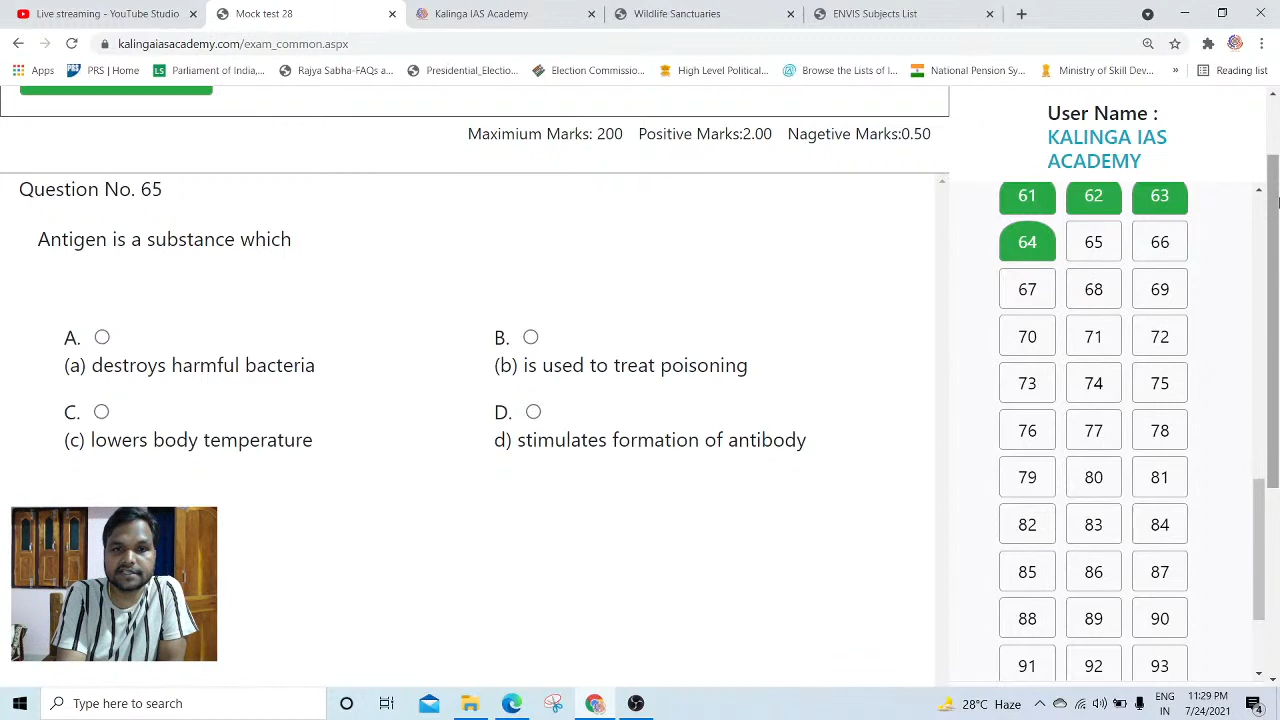 Live streaming - YouTube Studio
Mock test 28
Kalinga IAS Academy
Wildlife Sanctuaries
ENVIS Subjects List
kalingaiasacademy.com/exam_common.aspx
Apps
PRS | Home
Parliament of India,...
Rajya Sabha-FAQs a...
Presidential_Electio...
Election Commissio...
High Level Political...
Browse the Lists of I...
National Pension Sy...
Ministry of Skill Dev...
»
Reading list
Maximium Marks: 200 Positive Marks:2.00 Nagetive Marks:0.50
User Name :
KALINGA IAS
ACADEMY
Question No. 65
Antigen is a substance which
A.
(a) destroys harmful bacteria
B.
(b) is used to treat poisoning
C.
(c) lowers body temperature
D.
d) stimulates formation of antibody
61 62 63
64 65 66
67 68 69
70 71 72
73 74 75
76 77 78
79 80 81
82 83 84
85 86 87
88 89 90
91 92 93
Type here to search
28°C Haze
ENG
IN
11:29 PM
7/24/2021
4